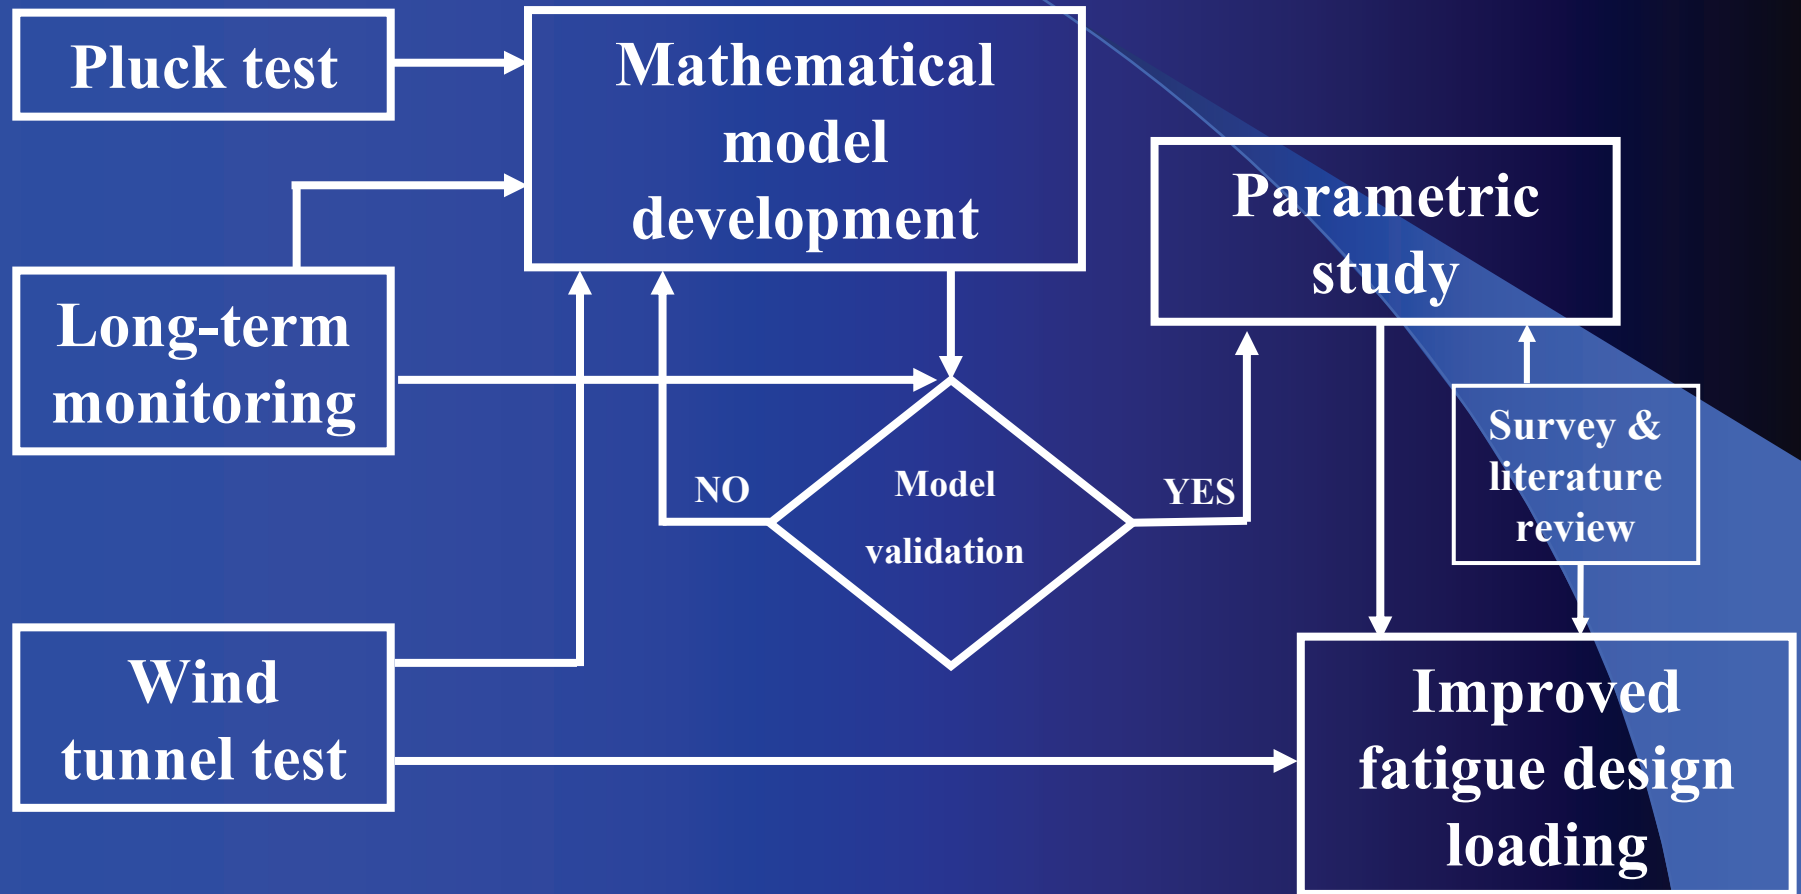 Pluck test
Mathematical
model
development
Parametric
study
Long-term
monitoring
Survey &
literature
review
NO
Model
validation
YES
Wind
tunnel test
Improved
fatigue design
loading